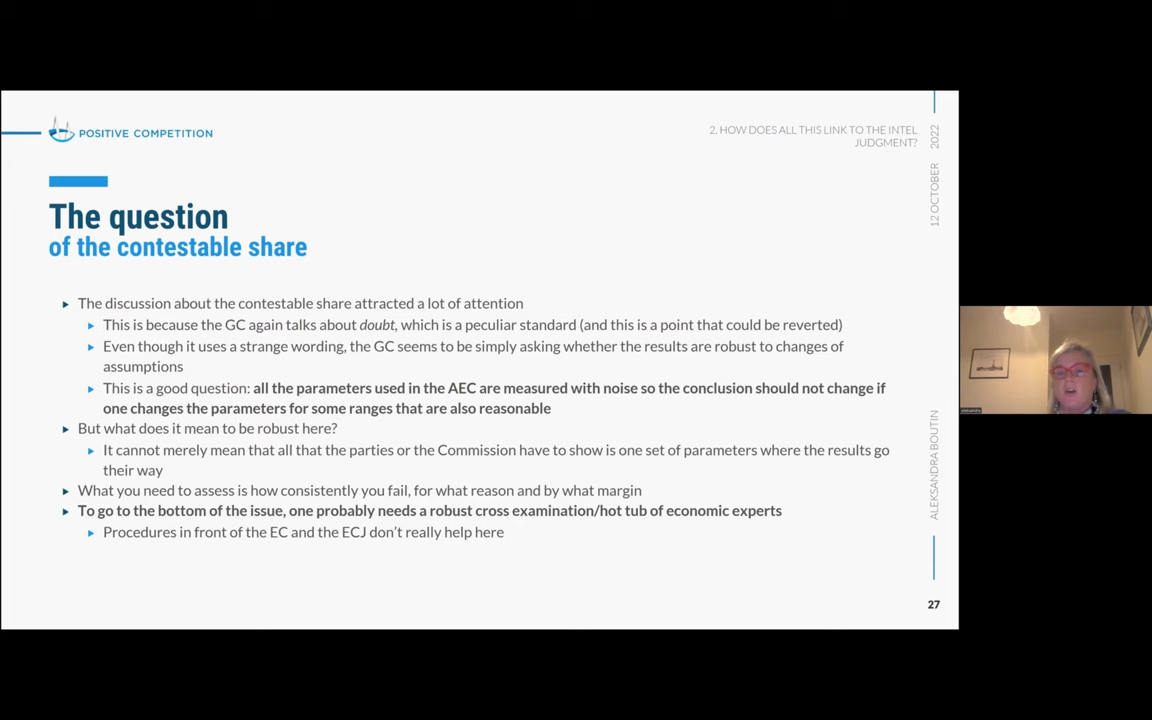 POSITIVE COMPETITION
2. HOW DOES ALL THIS LINK TO THE INTEL
JUDGMENT?
12 OCTOBER 2022
The question
of the contestable share
The discussion about the contestable share attracted a lot of attention
This is because the GC again talks about doubt, which is a peculiar standard (and this is a point that could be reverted)
Even though it uses a strange wording, the GC seems to be simply asking whether the results are robust to changes of
assumptions
This is a good question: all the parameters used in the AEC are measured with noise so the conclusion should not change if
one changes the parameters for some ranges that are also reasonable
But what does it mean to be robust here?
It cannot merely mean that all that the parties or the Commission have to show is one set of parameters where the results go
their way
What you need to assess is how consistently you fail, for what reason and by what margin
To go to the bottom of the issue, one probably needs a robust cross examination/hot tub of economic experts
Procedures in front of the EC and the ECJ don't really help here
ALEKSANDRA BOUTIN
27
aleksandra